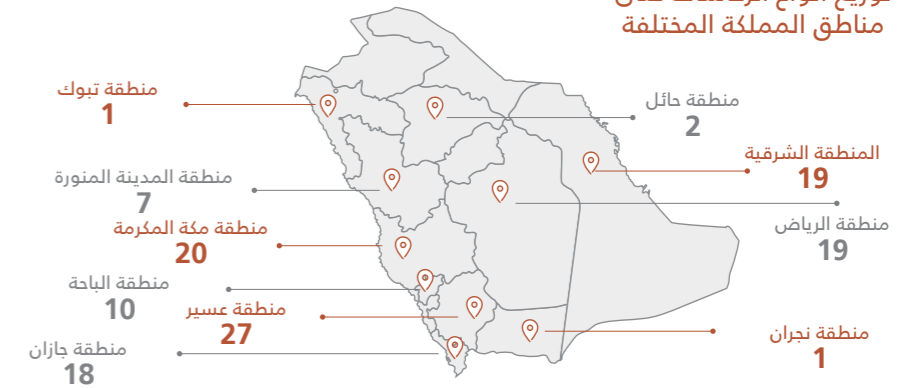 مناطق المملكة المختلفة
منطقة تبوك
1
منطقة حائل
2
المنطقة الشرقية
19
منطقة المدينة المنورة
7
منطقة الرياض
19
منطقة مكة المكرمة
20
منطقة الباحة
10
منطقة عسير
27
منطقة نجران
1
منطقة جازان
18